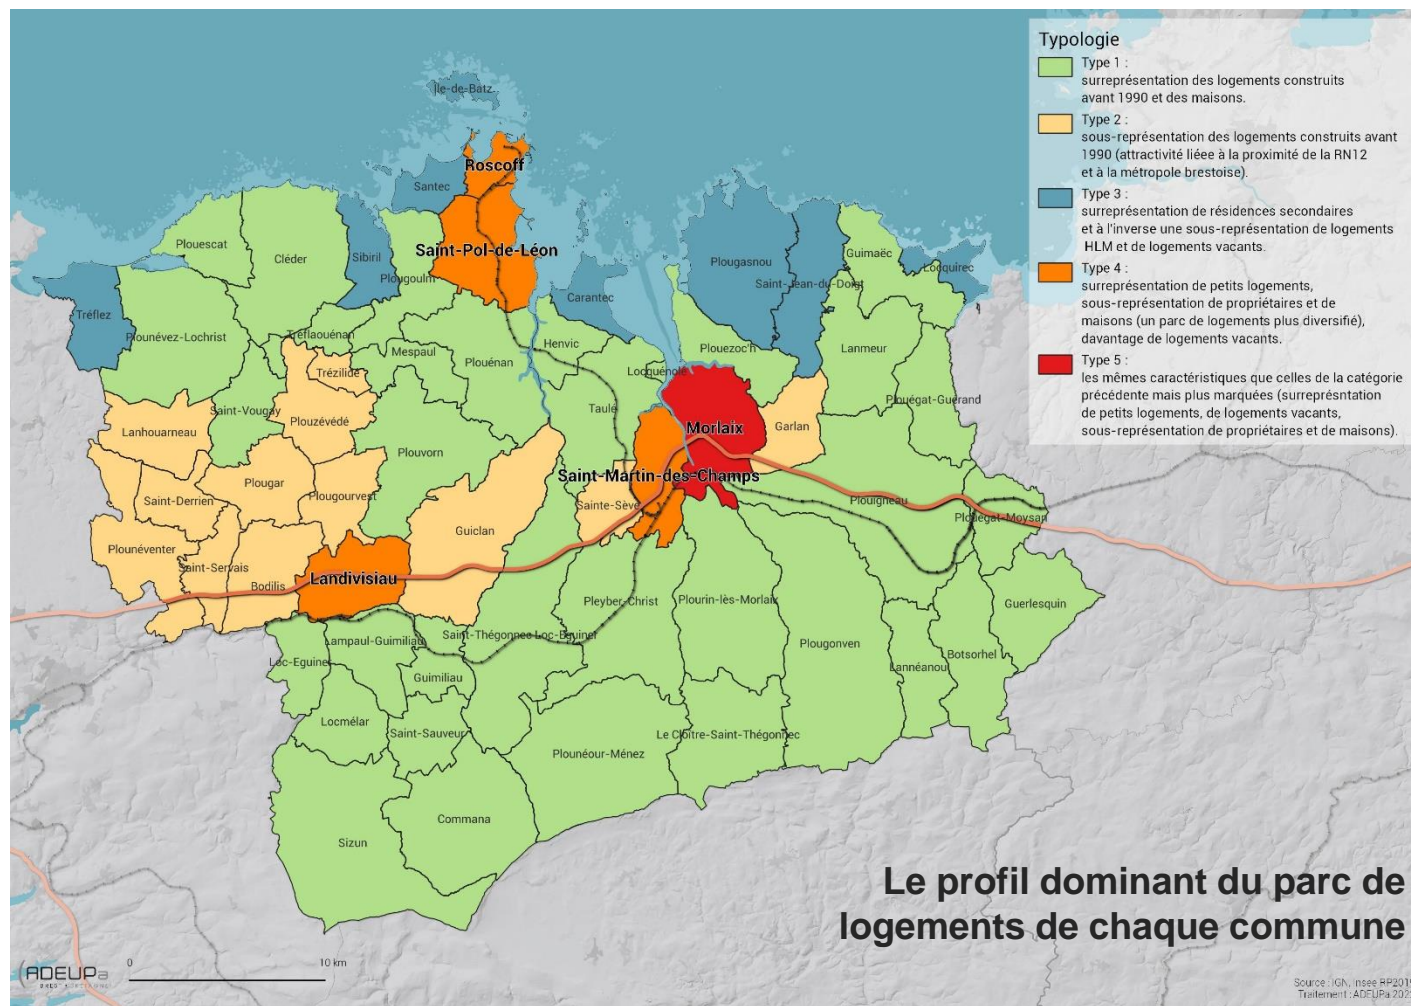 Typologie
Type 1 :
surreprésentation des logements construits
avant 1990 et des maisons.
Type 2 :
sous-représentation des logements construits avant
1990 (attractivité liéee à la proximité de la RN12
et à la métropole brestoise).
Type 3 :
surreprésentation de résidences secondaires
et à l'inverse une sous-représentation de logements
HLM et de logements vacants.
Type 4 :
surreprésentation de petits logements,
sous-représentation de propriétaires et de
maisons (un parc de logements plus diversifié),
davantage de logements vacants.
Type 5 :
les mêmes caractéristiques que celles de la catégorie
précédente mais plus marquées (surreprésntation
de petits logements, de logements vacants,
sous-représentation de propriétaires et de maisons).
Île-de-Batz
Roscoff
Santec
Plouescat
Cléder
Sibiril
Plougoulm
Saint-Pol-de-Léon
Carantec
Plougasnou
Saint-Jean-du-Doigt
Guimaëc
Locquirec
Tréflez
Plounévez-Lochrist
Tréflaouénan
Mespaul
Plouénan
Henvic
Locquénolé
Plouezoc'h
Lanmeur
Trézilidé
Saint-Vougay
Plouzévédé
Taulé
Plouégat-Guérand
Lanhouarneau
Plouvorn
Morlaix
Garlan
Saint-Derrien
Plougar
Plougourvest
Saint-Martin-des-Champs
Sainte-Sève
Plouigneau
Plouégat-Moysan
Guiclan
Plounéventer
Saint-Servais
Bodilis
Landivisiau
Pleyber-Christ
Plourin-lès-Morlaix
Guerlesquin
Lampaul-Guimiliau
Saint-Thégonnec Loc-Eguiner
Plougonven
Botsorhel
Lannéanou
Loc-Eguiner
Guimiliau
Locmélar
Saint-Sauveur
Le Cloître-Saint-Thégonnec
Plounéour-Ménez
Commana
Sizun
Le profil dominant du parc de
logements de chaque commune
ADEUPa
0
10 km
Source : IGN, Insee RP2019
Traitement : ADEUPa